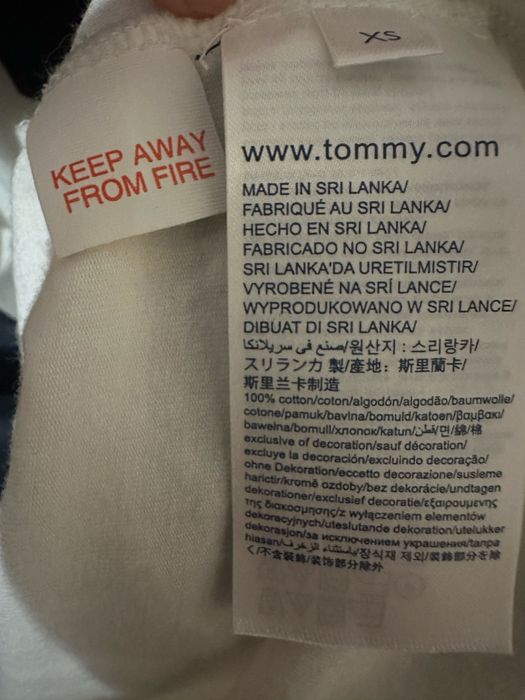 XS
KEEP AWAY
FROM FIRE
www.tommy.com
MADE IN SRI LANKA/
FABRIQUÉ AU SRI LANKA/
HECHO EN SRI LANKA/
FABRICADO NO SRI LANKA/
SRI LANKA'DA URETILMISTIR/
VYROBENÉ NA SRÍ LANCE/
WYPRODUKOWANO W SRI LANCE/
DIBUAT DI SRI LANKA/
صنع في سريلانكا/원산지 : 스리랑카/
スリランカ 製/產地：斯里蘭卡/
斯里兰卡制造
100% cotton/coton/algodón/algodão/baumwolle/
cotone/pamuk/bavlna/bomuld/katoen/βαμβακι/
bawełna/bomull/хлопок/katun/قطن/면/綿/棉
exclusive of decoration/sauf décoration/
excluye la decoración/excluindo decoração/
ohne Dekoration/eccetto decorazione/susleme
harictir/kromě ozdoby/bez dekorácie/undtagen
dekorationer/exclusief decoratie/εξαιρουμενης
της διακοσμησης/z wyłączeniem elementów
dekoracyjnych/uteslutande dekoration/utelukker
dekorasjon/за исключением украшения/tanpa
hiasan/باستثناء الزخرف/장식재 제외/装飾部分を除
く/不含裝飾/装饰部分除外